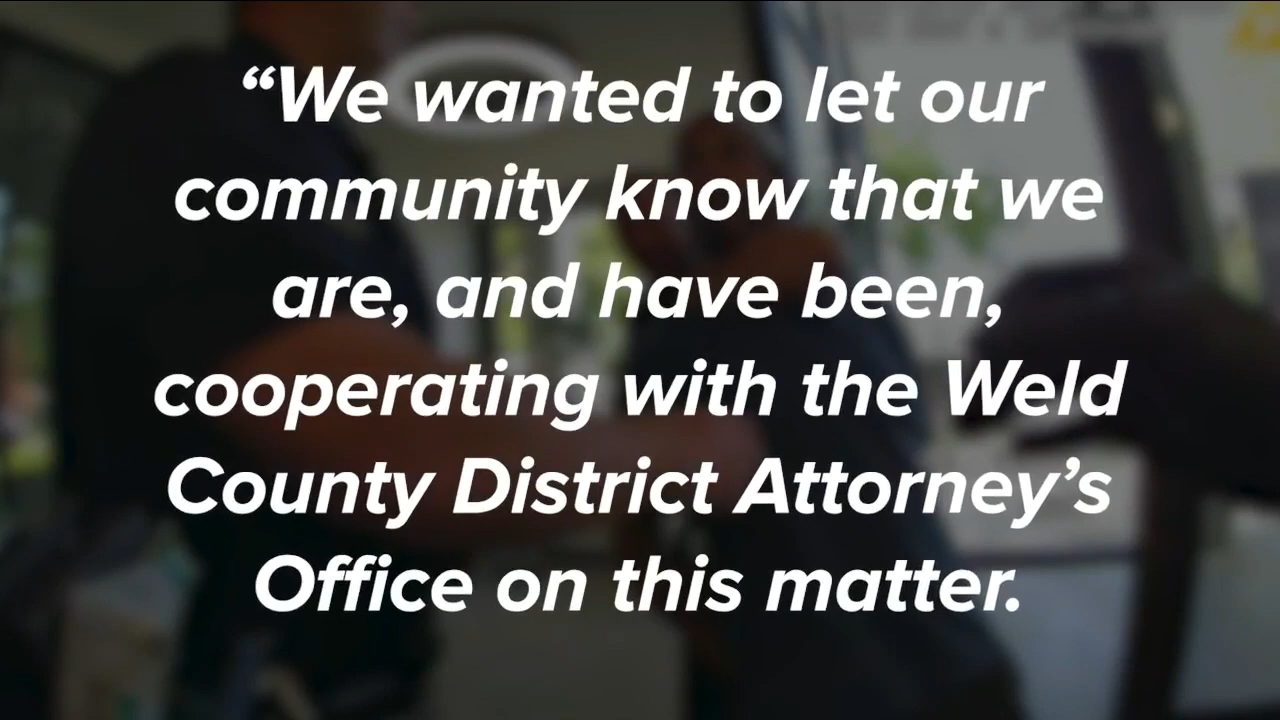 “We wanted to let our
community know that we
are, and have been,
cooperating with the Weld
County District Attorney’s
Office on this matter.